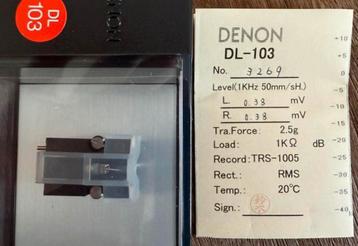 DL
103
DENON
DENON
DL-103
No. 3269
Level(1KHz 50mm/sH.)
L. 0.38 mV
R. 0.38 mV
Tra.Force: 2.5g
Load: 1KΩ
Record: TRS-1005
Rect.: RMS
Temp.: 20°C
Sign.:
+10
+5
0
-5
-10
-15
-20
dB
-25
-30
-35
-40